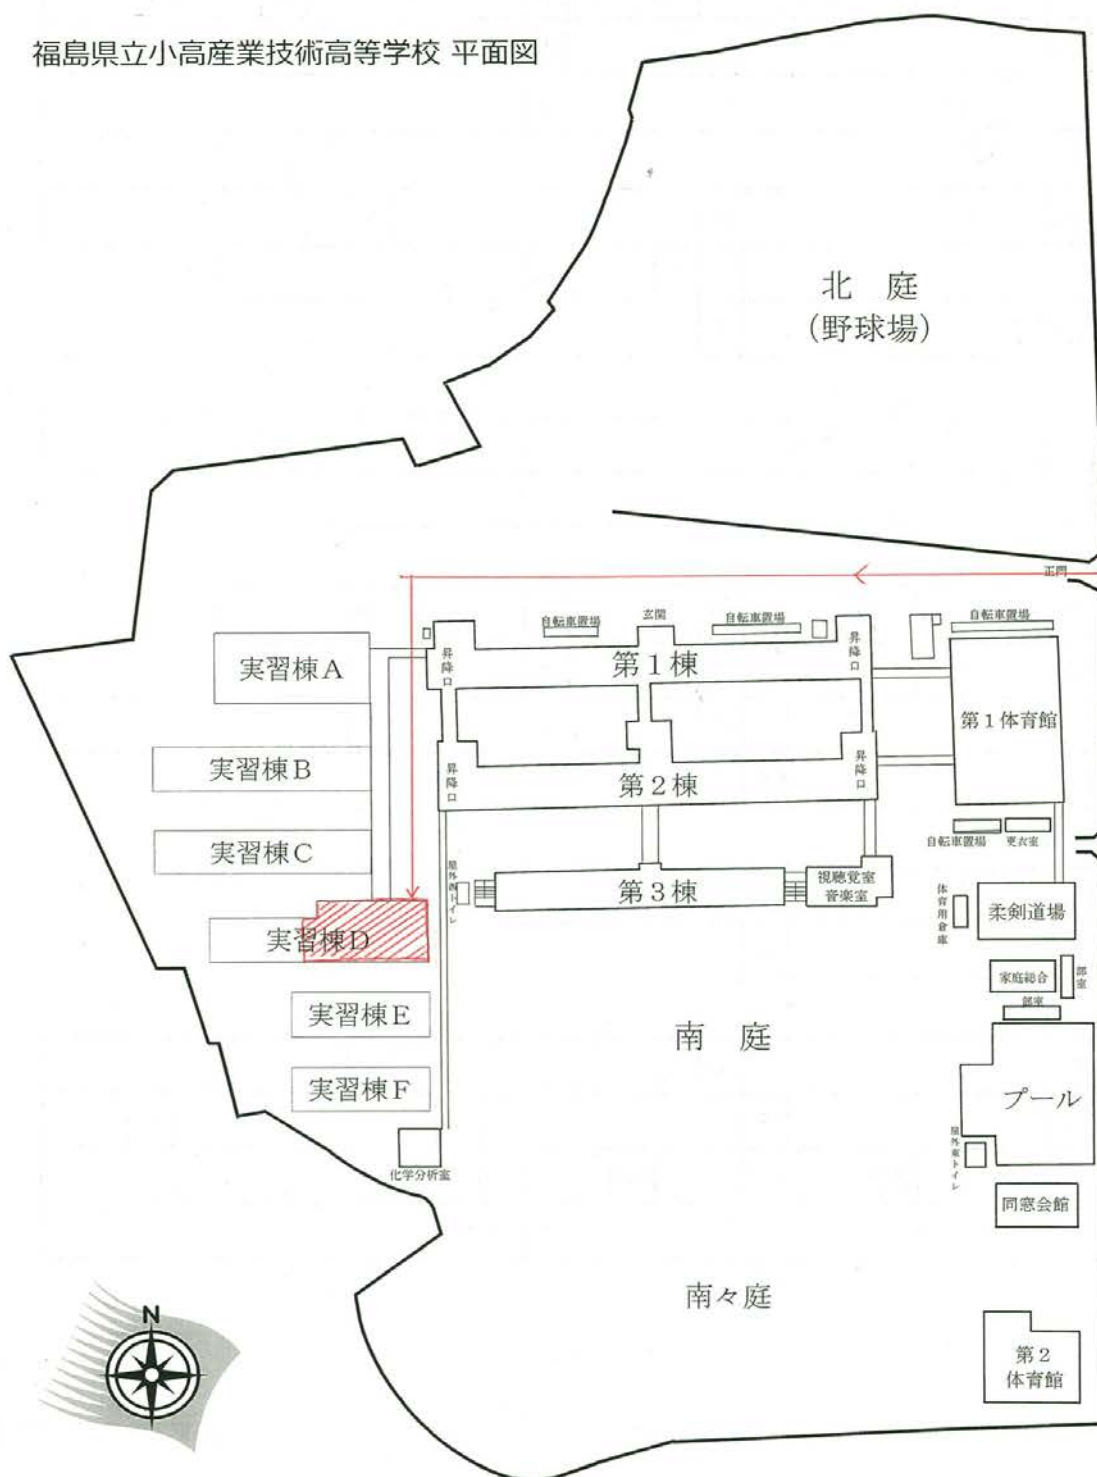 福島県立小高産業技術高等学校 平面図
北 庭
（野球場）
正門
自転車置場
玄関
自転車置場
自転車置場
昇降口
第１棟
昇降口
実習棟Ａ
第１体育館
実習棟Ｂ
昇降口
第２棟
昇降口
自転車置場
更衣室
実習棟Ｃ
屋外西トイレ
第３棟
視聴覚室
音楽室
体育用倉庫
柔剣道場
実習棟Ｄ
家庭総合
部室
部室
実習棟Ｅ
南 庭
実習棟Ｆ
プール
化学分析室
屋外東トイレ
同窓会館
南々庭
N
第２
体育館